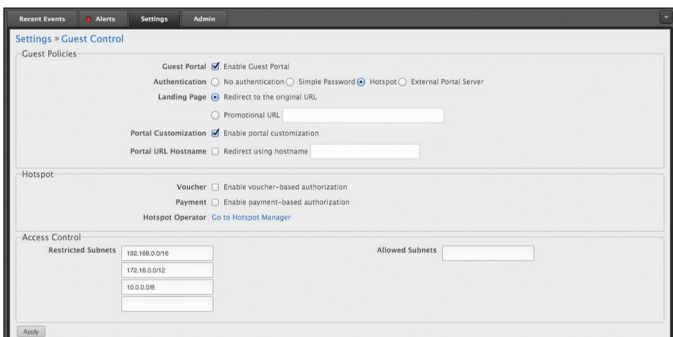 Recent Events Alerts Settings Admin
Settings » Guest Control
Guest Policies
Guest Portal Enable Guest Portal
Authentication No authentication Simple Password Hotspot External Portal Server
Landing Page Redirect to the original URL
Promotional URL
Portal Customization Enable portal customization
Portal URL Hostname Redirect using hostname
Hotspot
Voucher Enable voucher-based authorization
Payment Enable payment-based authorization
Hotspot Operator Go to Hotspot Manager
Access Control
Restricted Subnets 192.168.0.0/16 Allowed Subnets
172.16.0.0/12
10.0.0.0/8
Apply